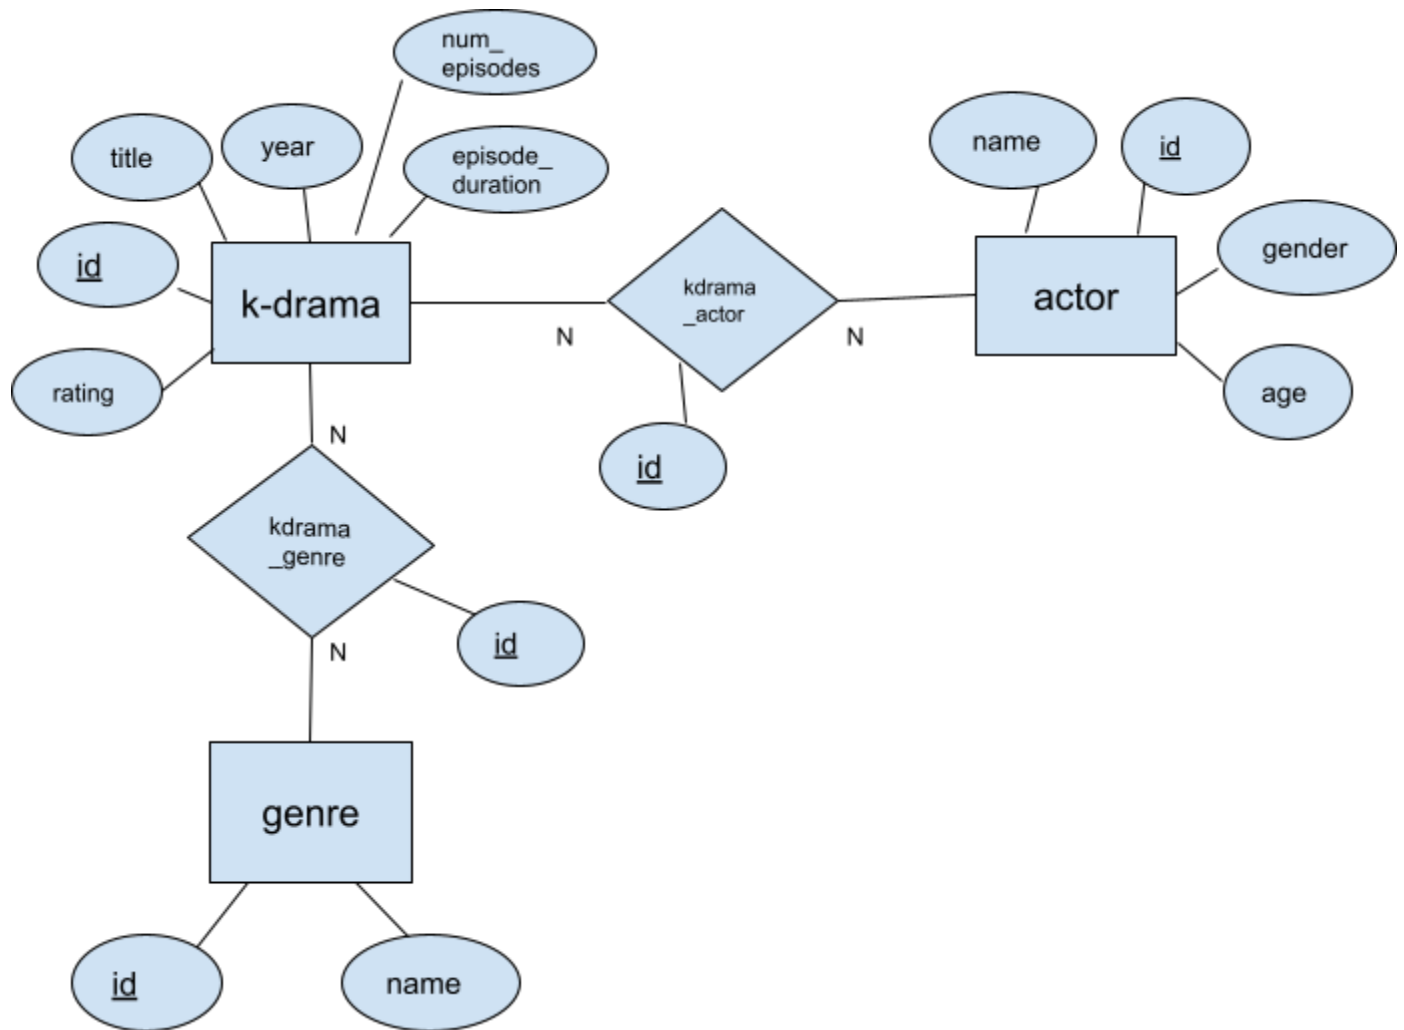 num_
episodes
title
year
episode_
duration
name
id
id
gender
k-drama
kdrama
_actor
actor
N
N
rating
age
N
id
kdrama
_genre
id
N
genre
id
name